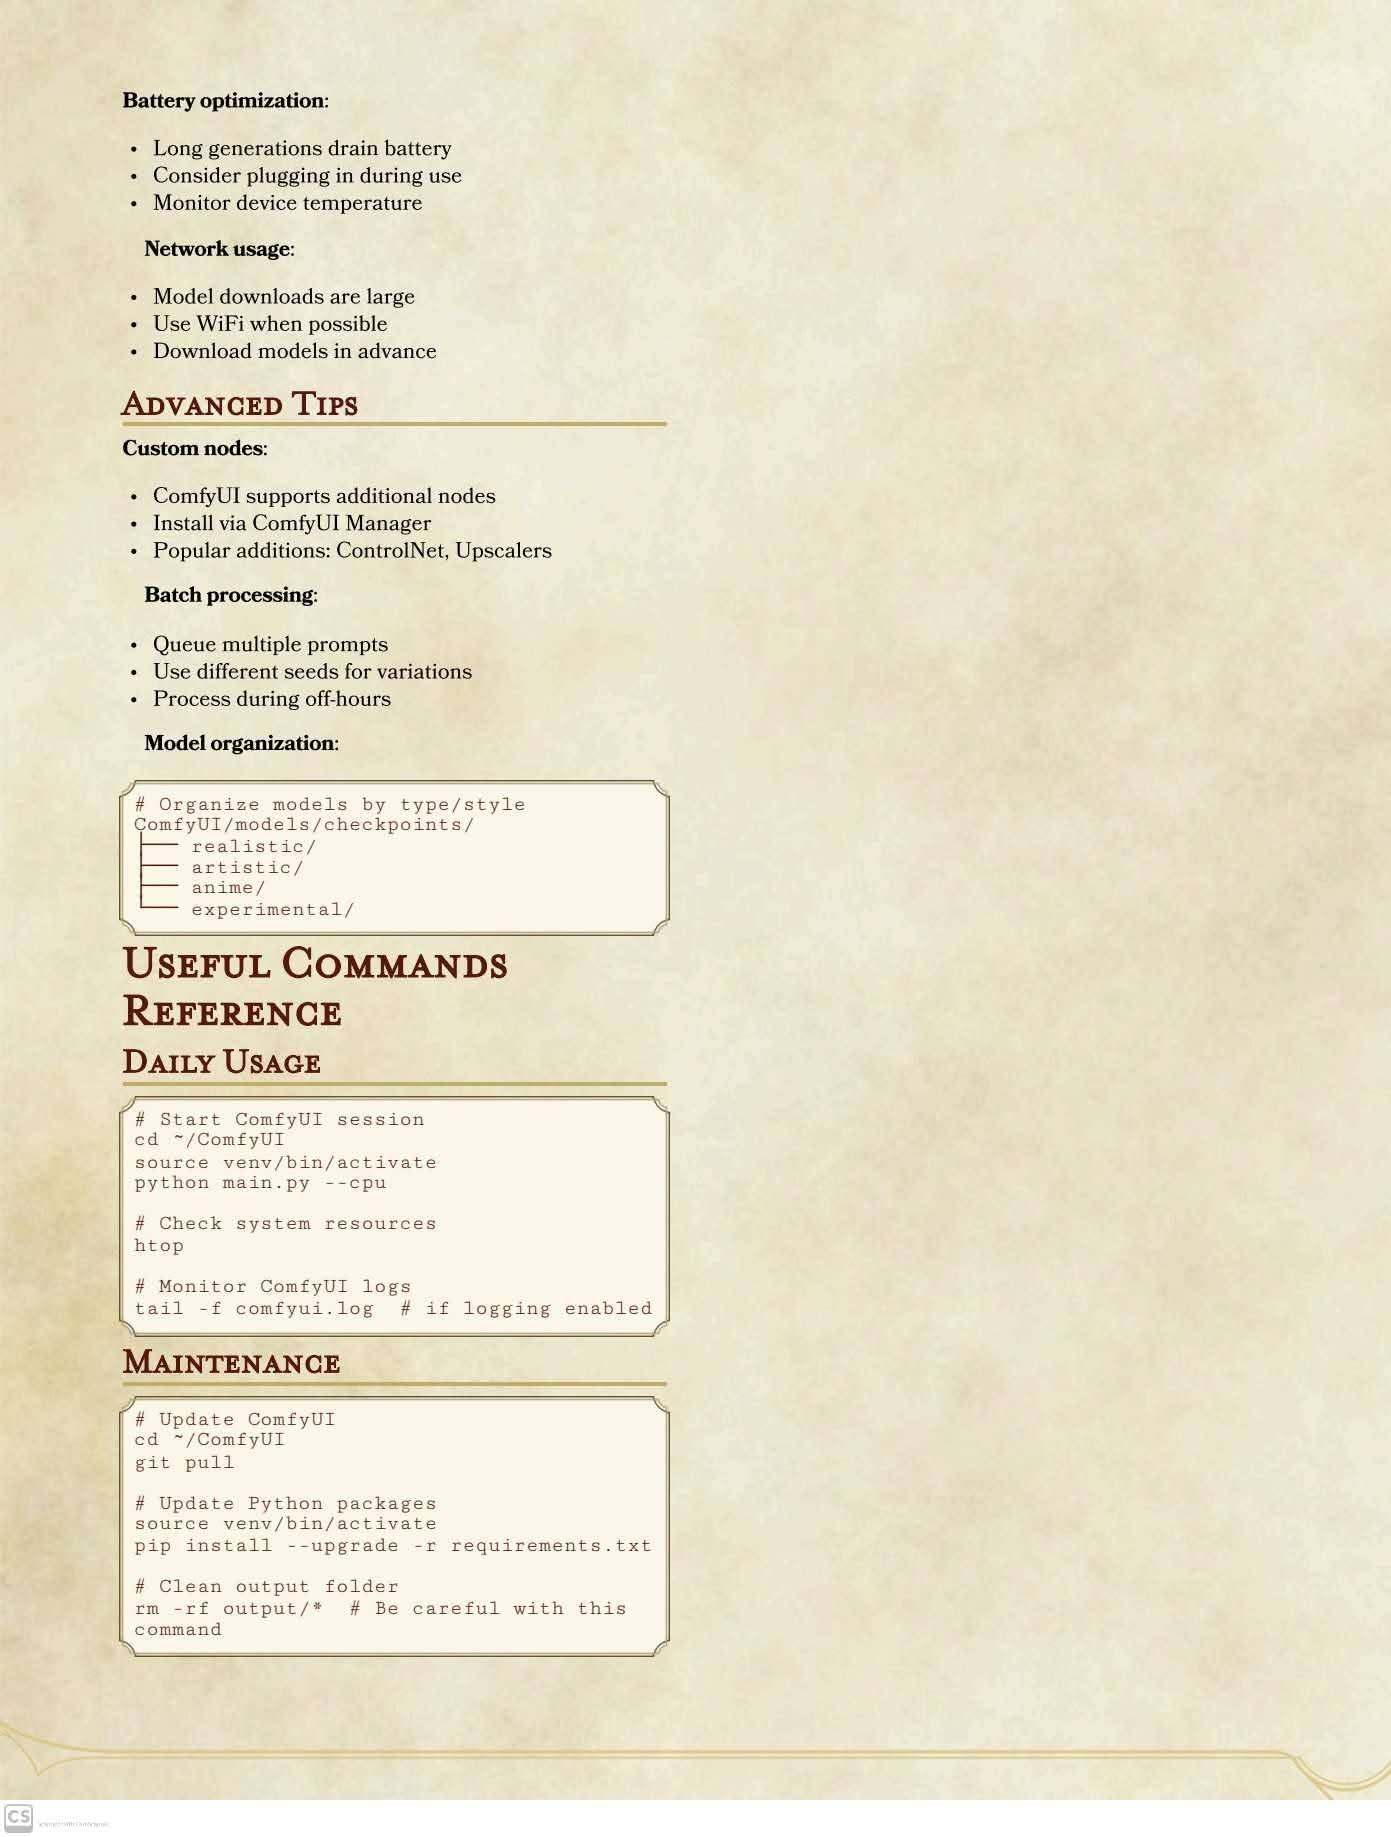 Battery optimization:
• Long generations drain battery
• Consider plugging in during use
• Monitor device temperature
Network usage:
• Model downloads are large
• Use WiFi when possible
• Download models in advance
Advanced Tips
Custom nodes:
• ComfyUI supports additional nodes
• Install via ComfyUI Manager
• Popular additions: ControlNet, Upscalers
Batch processing:
• Queue multiple prompts
• Use different seeds for variations
• Process during off-hours
Model organization:
# Organize models by type/style
ComfyUI/models/checkpoints/
├── realistic/
├── artistic/
├── anime/
└── experimental/
Useful Commands
Reference
Daily Usage
# Start ComfyUI session
cd ~/ComfyUI
source venv/bin/activate
python main.py --cpu
# Check system resources
htop
# Monitor ComfyUI logs
tail -f comfyui.log  # if logging enabled
Maintenance
# Update ComfyUI
cd ~/ComfyUI
git pull
# Update Python packages
source venv/bin/activate
pip install --upgrade -r requirements.txt
# Clean output folder
rm -rf output/*  # Be careful with this
command
CS